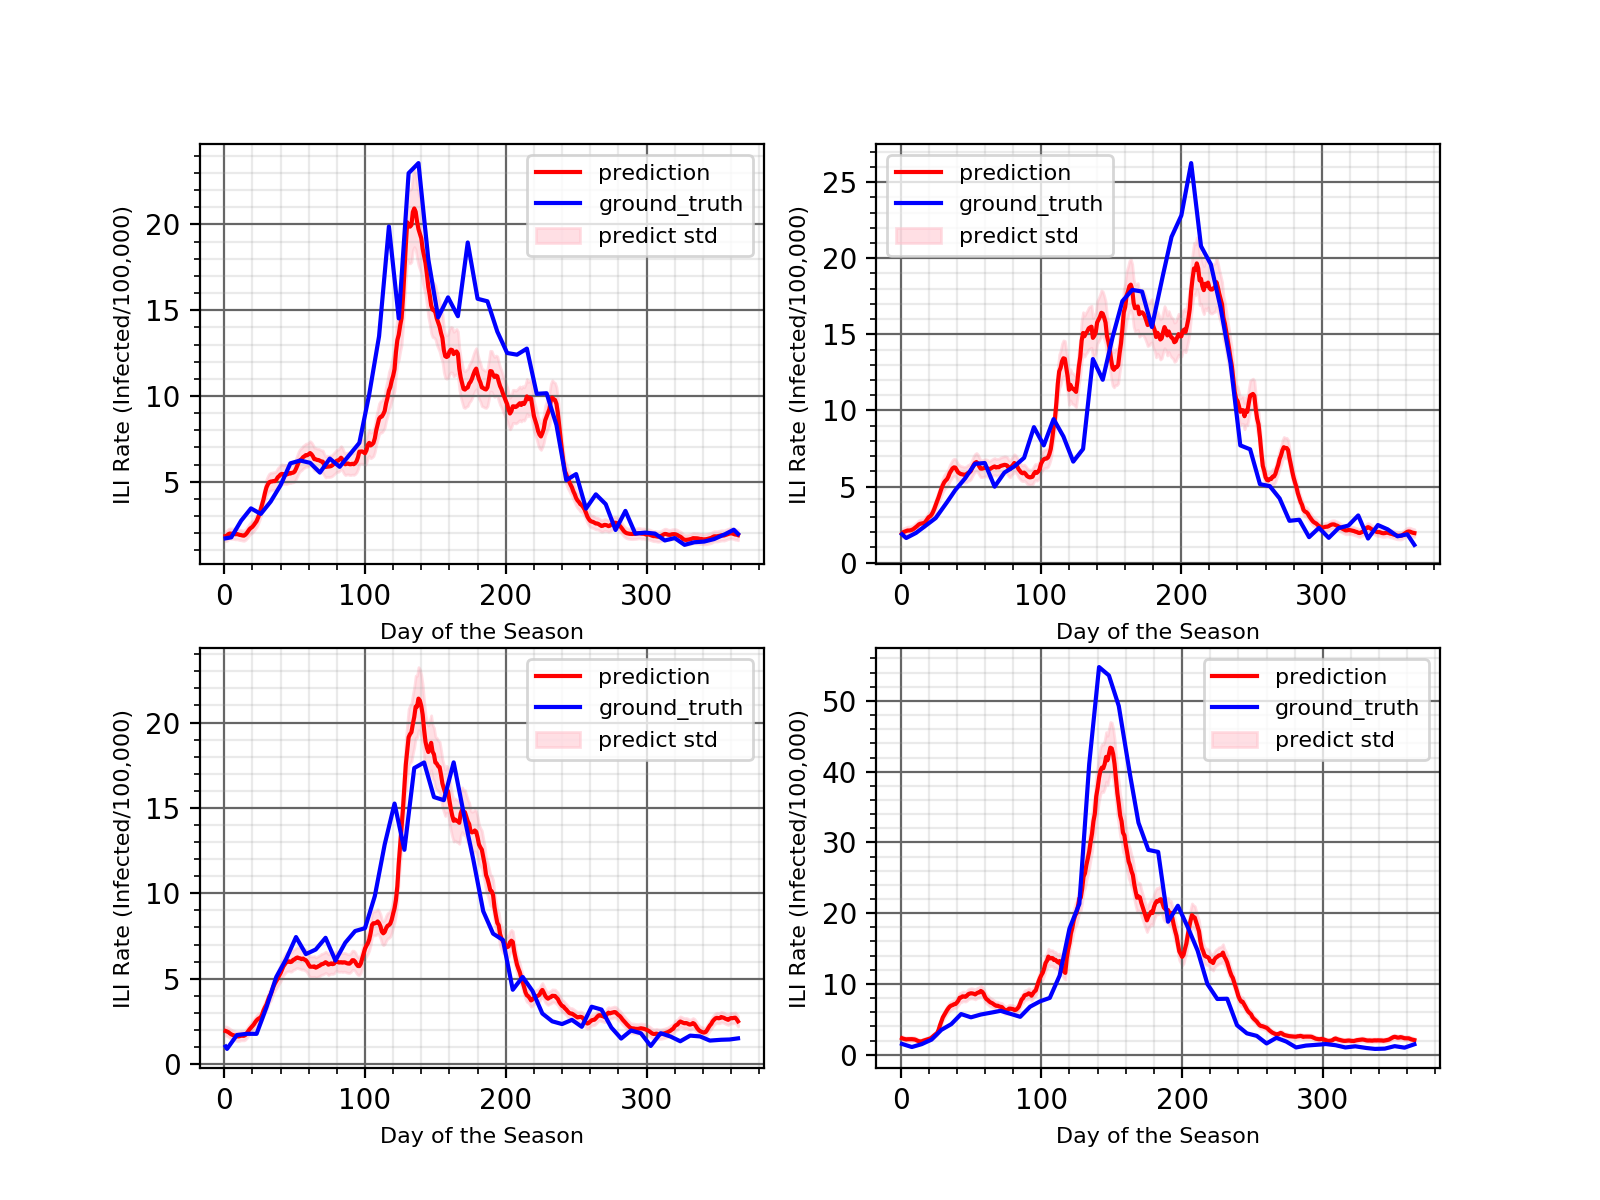 ILI Rate (Infected/100,000)
20
15
10
5
prediction
ground_truth
predict std
0 100 200 300
Day of the Season
ILI Rate (Infected/100,000)
25
20
15
10
5
0
prediction
ground_truth
predict std
0 100 200 300
Day of the Season
ILI Rate (Infected/100,000)
20
15
10
5
0
prediction
ground_truth
predict std
0 100 200 300
Day of the Season
ILI Rate (Infected/100,000)
50
40
30
20
10
0
prediction
ground_truth
predict std
0 100 200 300
Day of the Season